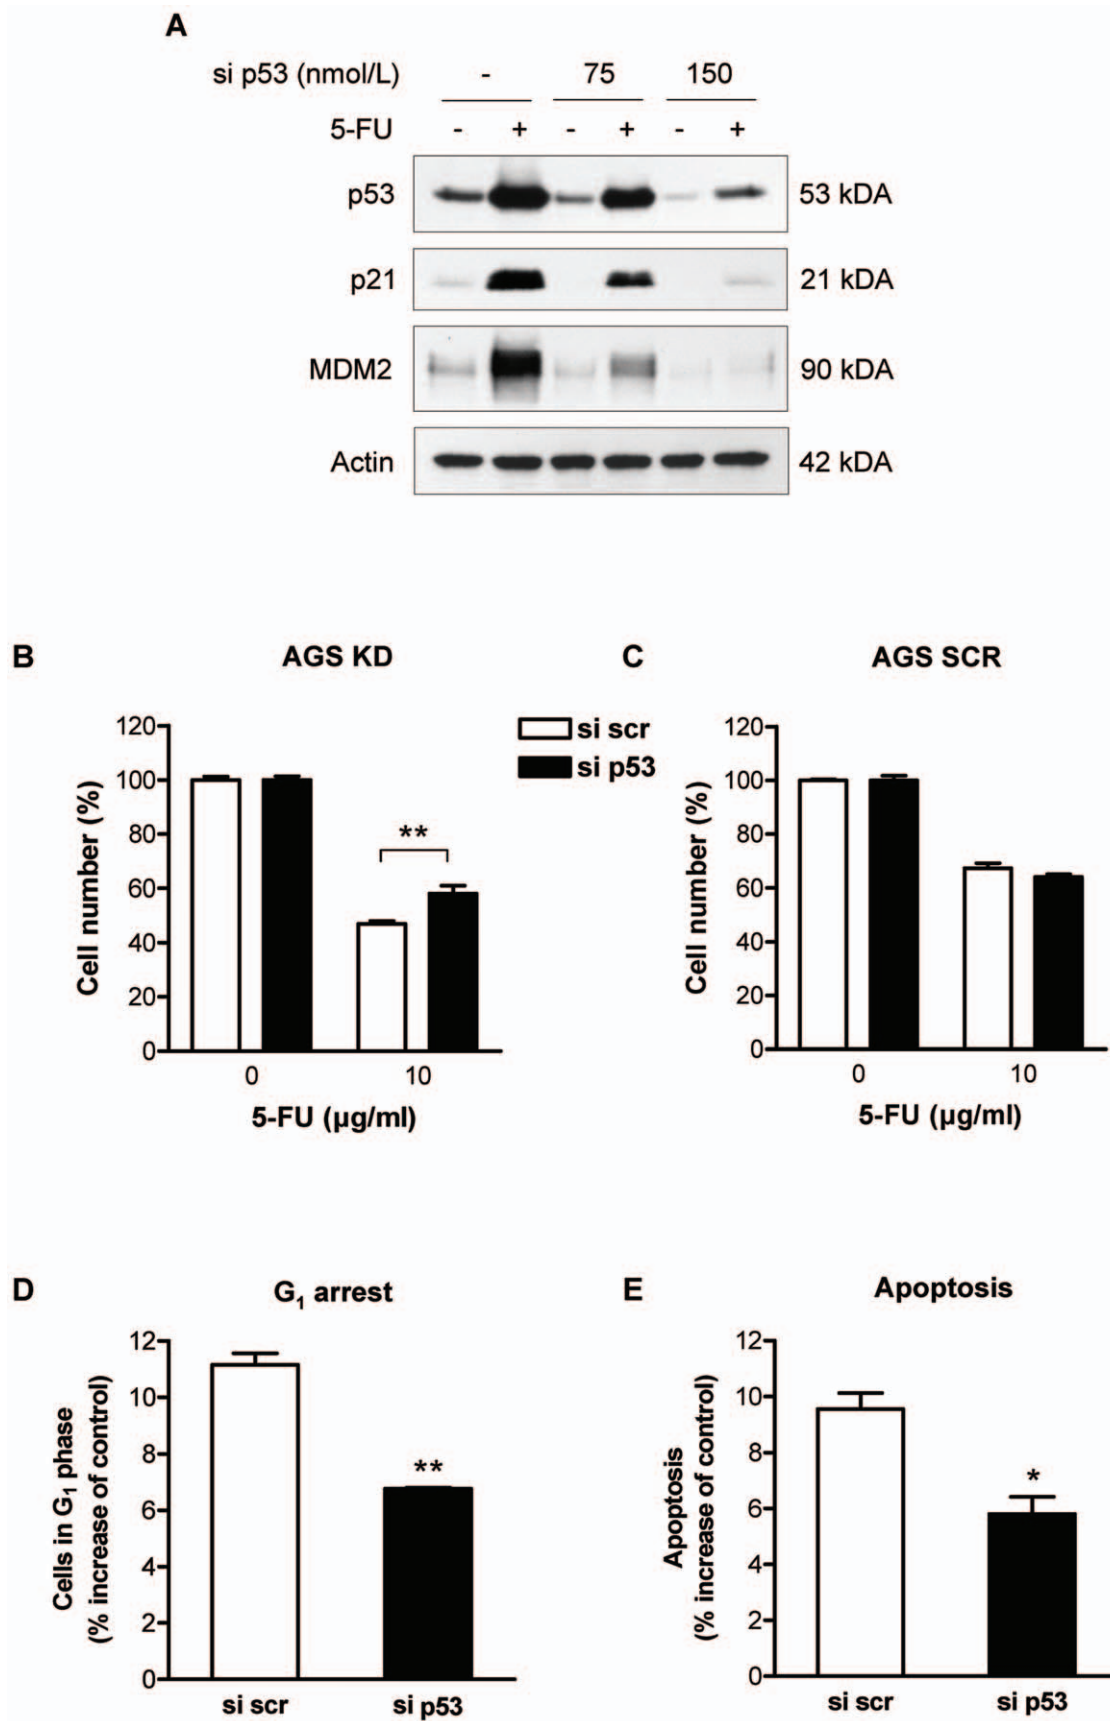 A
si p53 (nmol/L) - 75 150
5-FU - + - + - +
p53 53 kDA
p21 21 kDA
MDM2 90 kDA
Actin 42 kDA
B AGS KD
si scr
si p53
Cell number (%)
120
100
80
60
40
20
0
**
0 10
5-FU (µg/ml)
C AGS SCR
Cell number (%)
120
100
80
60
40
20
0
0 10
5-FU (µg/ml)
D G1 arrest
Cells in G1 phase
(% increase of control)
12
10
8
6
4
2
0
**
si scr si p53
E Apoptosis
Apoptosis
(% increase of control)
12
10
8
6
4
2
0
*
si scr si p53